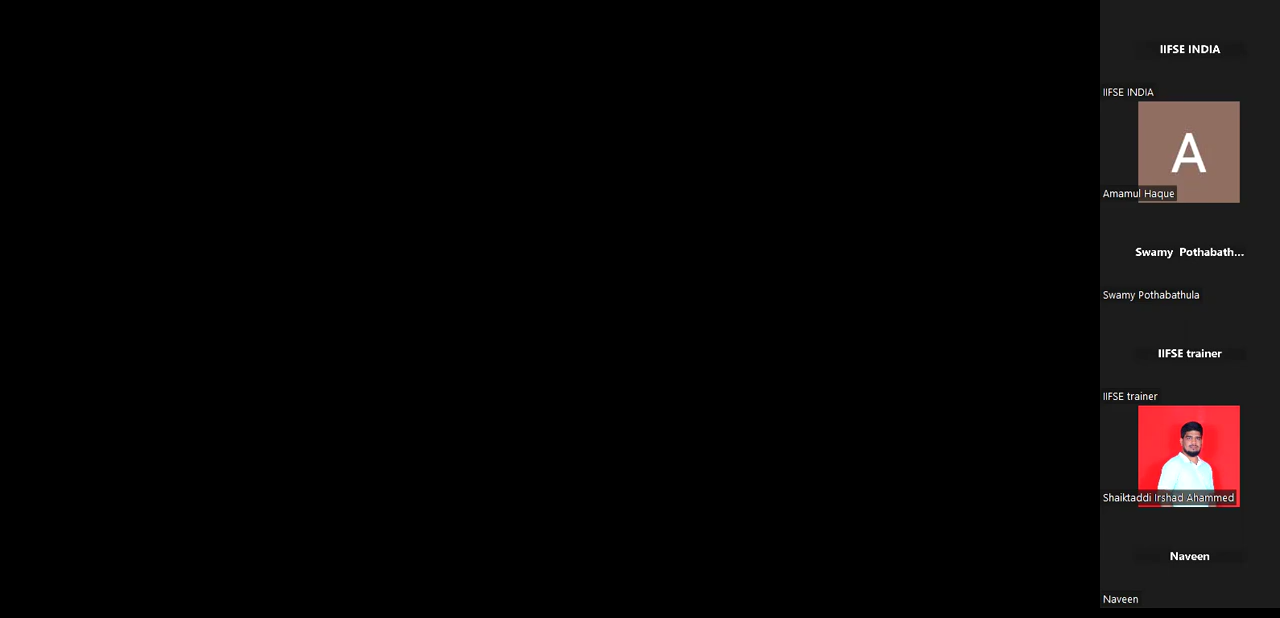 IIFSE INDIA
IIFSE INDIA
A
Amamul Haque
Swamy Pothabath...
Swamy Pothabathula
IIFSE trainer
IIFSE trainer
Shaiktaddi Irshad Ahammed
Naveen
Naveen